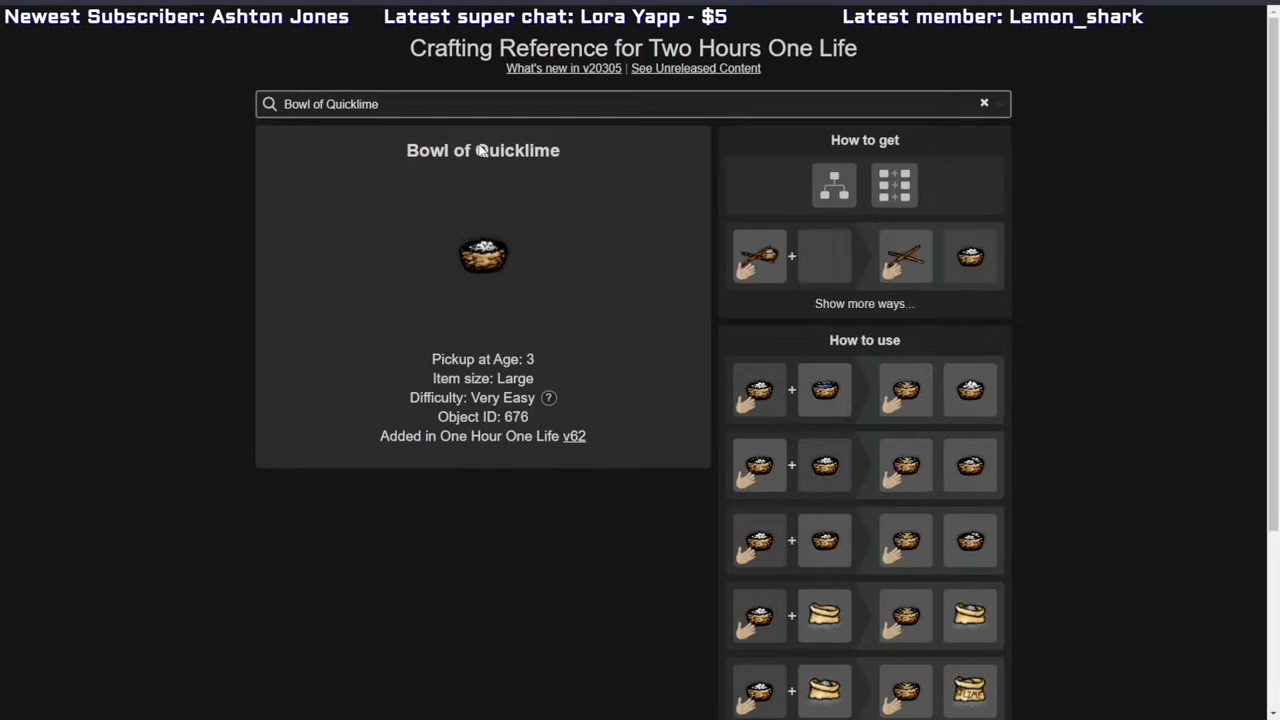 Newest Subscriber: Ashton Jones Latest super chat: Lora Yapp - $5 Latest member: Lemon_shark
Crafting Reference for Two Hours One Life
What's new in v20305 | See Unreleased Content
Bowl of Quicklime
Bowl of Quicklime
Pickup at Age: 3
Item size: Large
Difficulty: Very Easy ?
Object ID: 676
Added in One Hour One Life v62
How to get
+
Show more ways...
How to use
+
+
+
+
+ LIME